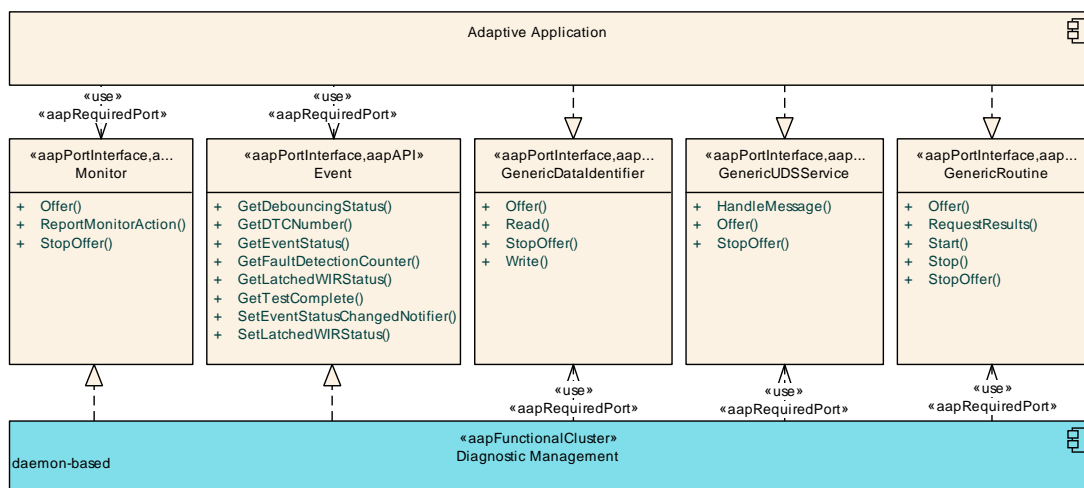 Adaptive Application
«use»
«aapRequiredPort»
«use»
«aapRequiredPort»
«aapPortInterface,a...
Monitor
+ Offer()
+ ReportMonitorAction()
+ StopOffer()
«aapPortInterface,aapAPI»
Event
+ GetDebouncingStatus()
+ GetDTCNumber()
+ GetEventStatus()
+ GetFaultDetectionCounter()
+ GetLatchedWIRStatus()
+ GetTestComplete()
+ SetEventStatusChangedNotifier()
+ SetLatchedWIRStatus()
«aapPortInterface,aap...
GenericDataIdentifier
+ Offer()
+ Read()
+ StopOffer()
+ Write()
«aapPortInterface,aap...
GenericUDSService
+ HandleMessage()
+ Offer()
+ StopOffer()
«aapPortInterface,aap...
GenericRoutine
+ Offer()
+ RequestResults()
+ Start()
+ Stop()
+ StopOffer()
«use»
«aapRequiredPort»
«use»
«aapRequiredPort»
«use»
«aapRequiredPort»
«aapFunctionalCluster»
Diagnostic Management
daemon-based